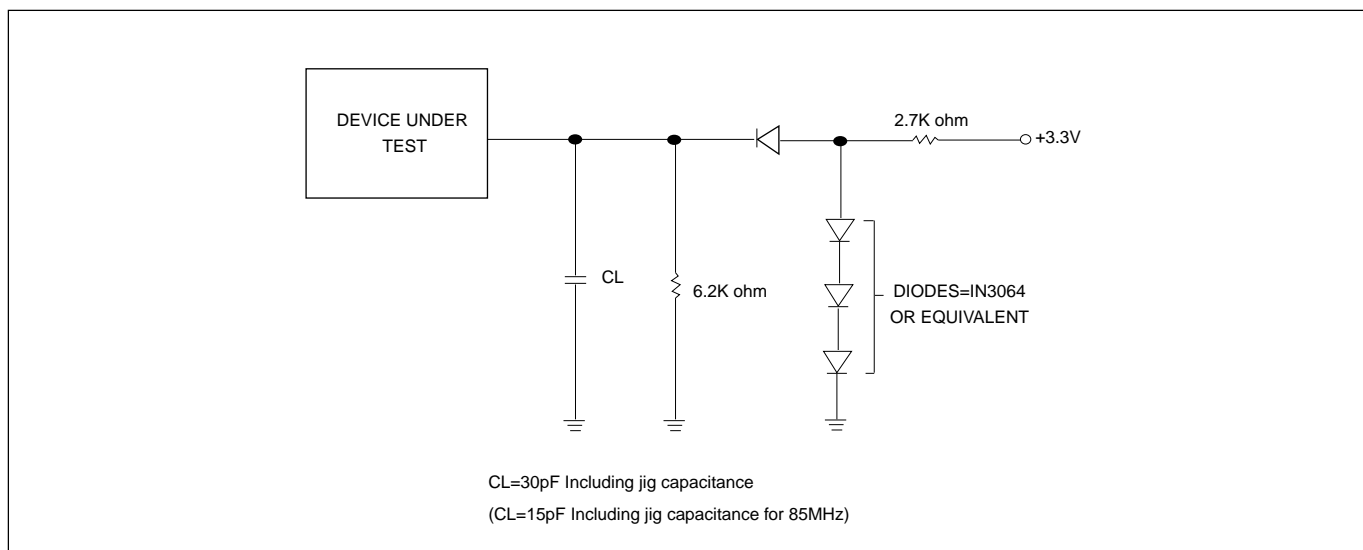 DEVICE UNDER
TEST
2.7K ohm
+3.3V
CL
6.2K ohm
DIODES=IN3064
OR EQUIVALENT
CL=30pF Including jig capacitance
(CL=15pF Including jig capacitance for 85MHz)